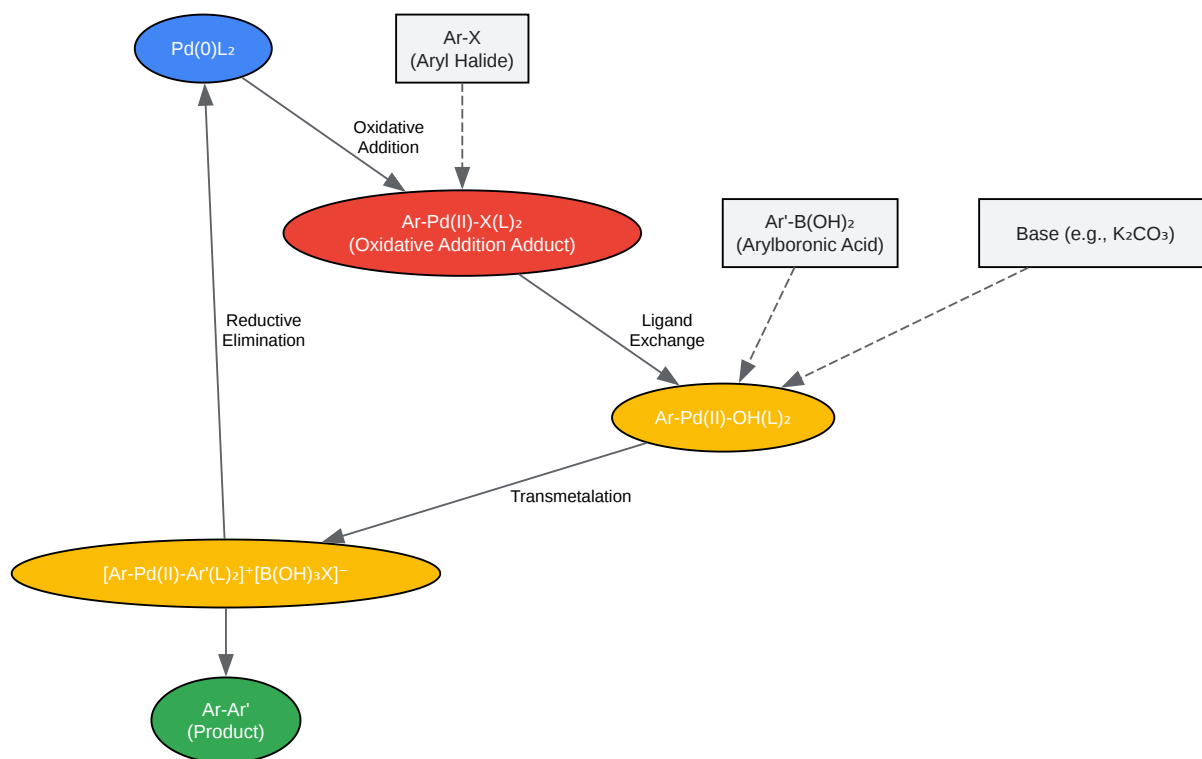 Pd(0)L₂
Ar-X
(Aryl Halide)
Oxidative
Addition
Ar-Pd(II)-X(L)₂
(Oxidative Addition Adduct)
Ar'-B(OH)₂
(Arylboronic Acid)
Base (e.g., K₂CO₃)
Reductive
Elimination
Ligand
Exchange
Ar-Pd(II)-OH(L)₂
Transmetalation
[Ar-Pd(II)-Ar'(L)₂]⁺[B(OH)₃X]⁻
Ar-Ar'
(Product)